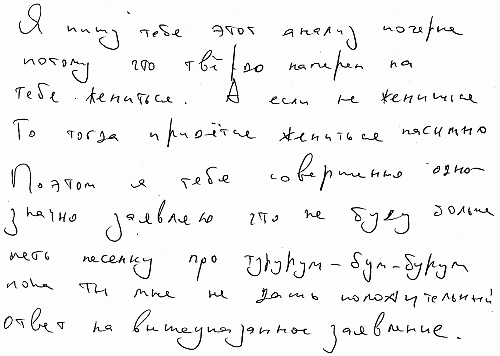 Я пишу тебе этот анализ почерка
потому что твёрдо намерен на
тебе жениться. А если не женишся
То тогда придётся жениться насильно
Поэтому я тебе совершенно одно-
значно заявляю что не буду больше
петь песенку про турурум-бум-бурум
пока ты мне не дашь положительный
ответ на вышеуказанное заявление.